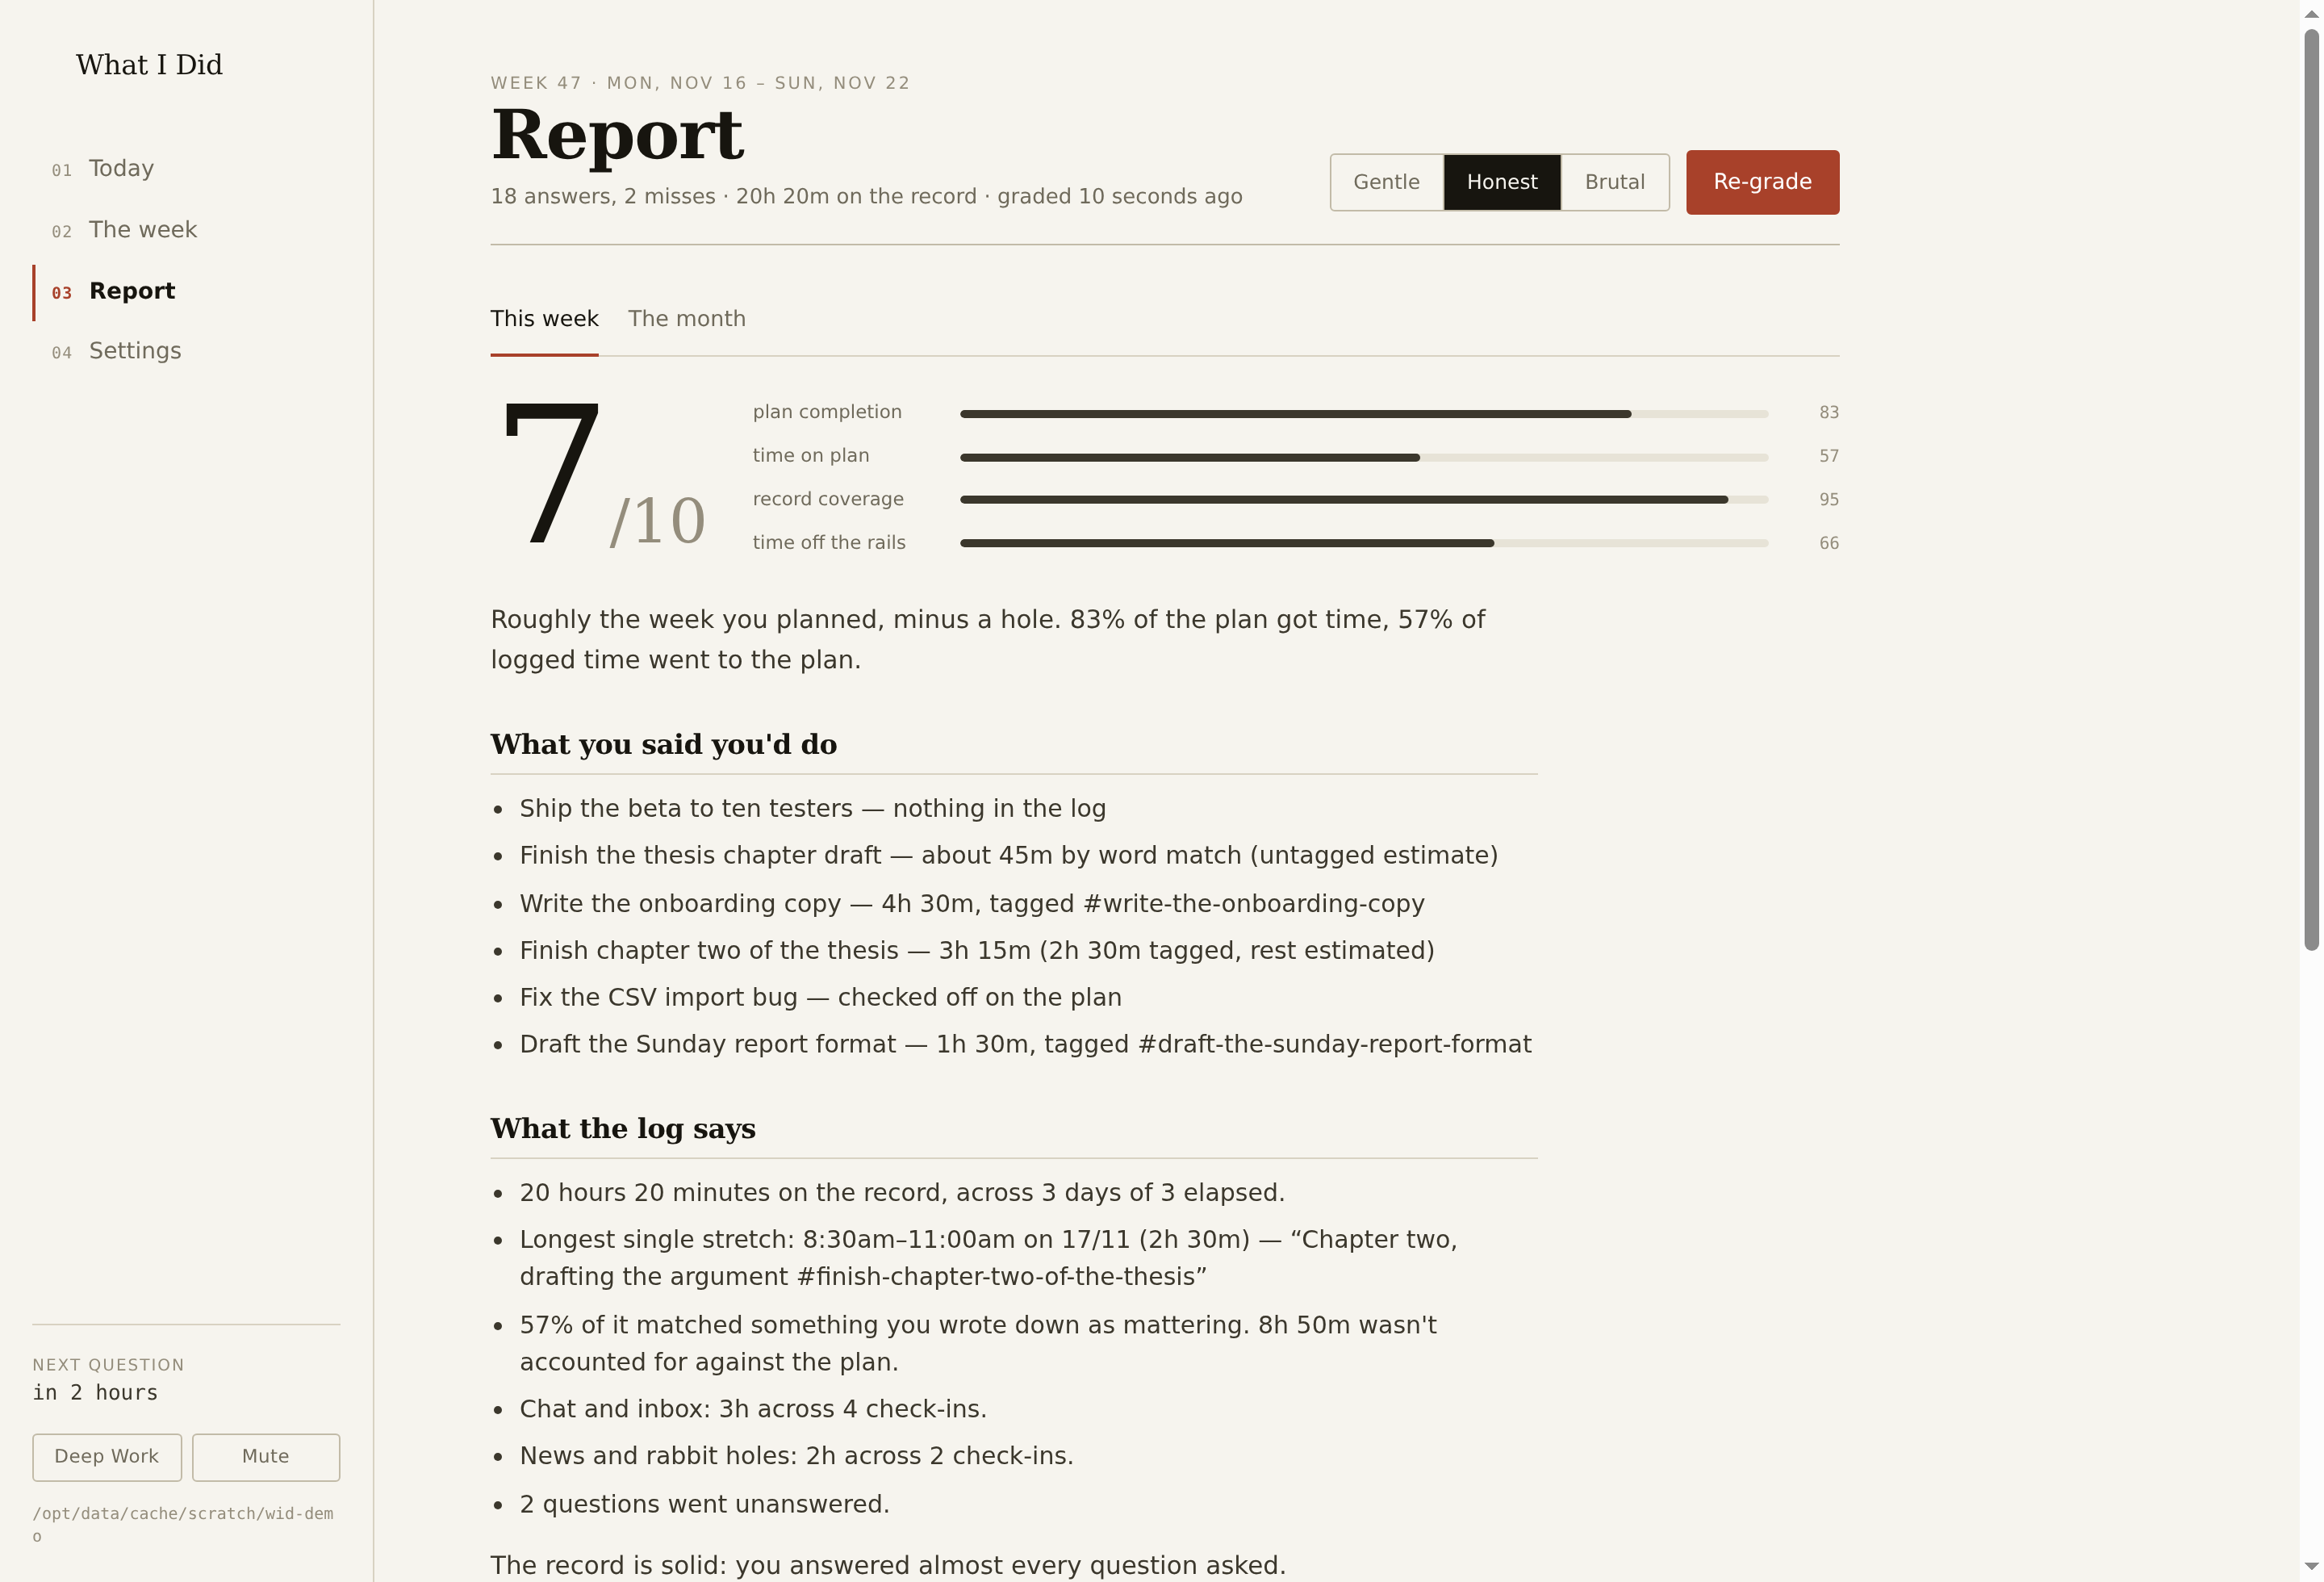 What I Did
01 Today
02 The week
03 Report
04 Settings
NEXT QUESTION
in 2 hours
Deep Work
Mute
/opt/data/cache/scratch/wid-dem
o
WEEK 47 · MON, NOV 16 – SUN, NOV 22
Report
18 answers, 2 misses · 20h 20m on the record · graded 10 seconds ago
Gentle
Honest
Brutal
Re-grade
This week
The month
7/10
plan completion 83
time on plan 57
record coverage 95
time off the rails 66
Roughly the week you planned, minus a hole. 83% of the plan got time, 57% of
logged time went to the plan.
What you said you'd do
• Ship the beta to ten testers — nothing in the log
• Finish the thesis chapter draft — about 45m by word match (untagged estimate)
• Write the onboarding copy — 4h 30m, tagged #write-the-onboarding-copy
• Finish chapter two of the thesis — 3h 15m (2h 30m tagged, rest estimated)
• Fix the CSV import bug — checked off on the plan
• Draft the Sunday report format — 1h 30m, tagged #draft-the-sunday-report-format
What the log says
• 20 hours 20 minutes on the record, across 3 days of 3 elapsed.
• Longest single stretch: 8:30am–11:00am on 17/11 (2h 30m) — “Chapter two,
drafting the argument #finish-chapter-two-of-the-thesis”
• 57% of it matched something you wrote down as mattering. 8h 50m wasn't
accounted for against the plan.
• Chat and inbox: 3h across 4 check-ins.
• News and rabbit holes: 2h across 2 check-ins.
• 2 questions went unanswered.
The record is solid: you answered almost every question asked.